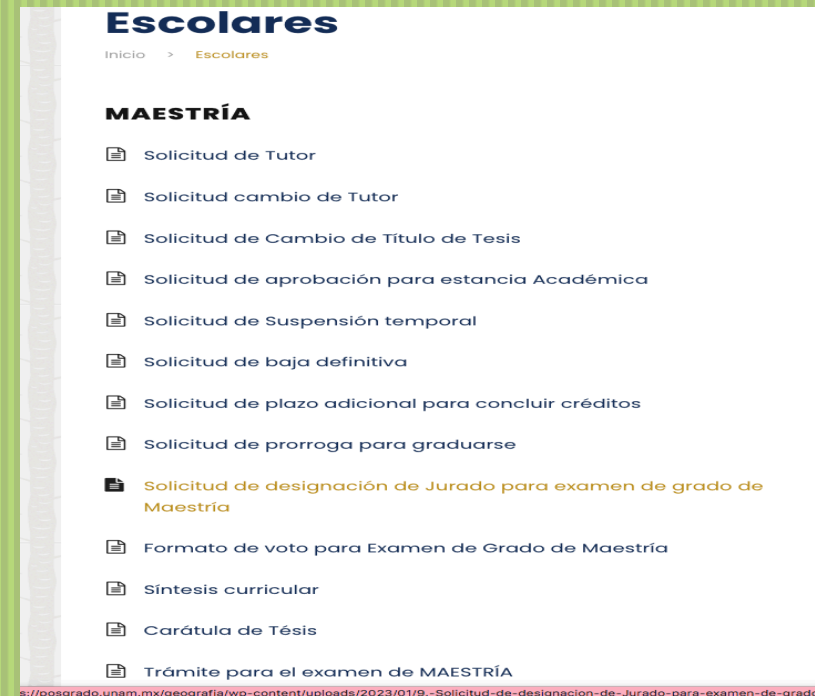 Escolares
Inicio > Escolares
MAESTRÍA
Solicitud de Tutor
Solicitud cambio de Tutor
Solicitud de Cambio de Título de Tesis
Solicitud de aprobación para estancia Académica
Solicitud de Suspensión temporal
Solicitud de baja definitiva
Solicitud de plazo adicional para concluir créditos
Solicitud de prorroga para graduarse
Solicitud de designación de Jurado para examen de grado de
Maestría
Formato de voto para Examen de Grado de Maestría
Síntesis curricular
Carátula de Tésis
Trámite para el examen de MAESTRÍA
s://posgrado.unam.mx/geografia/wp-content/uploads/2023/01/9.-Solicitud-de-designacion-de-Jurado-para-examen-de-grado